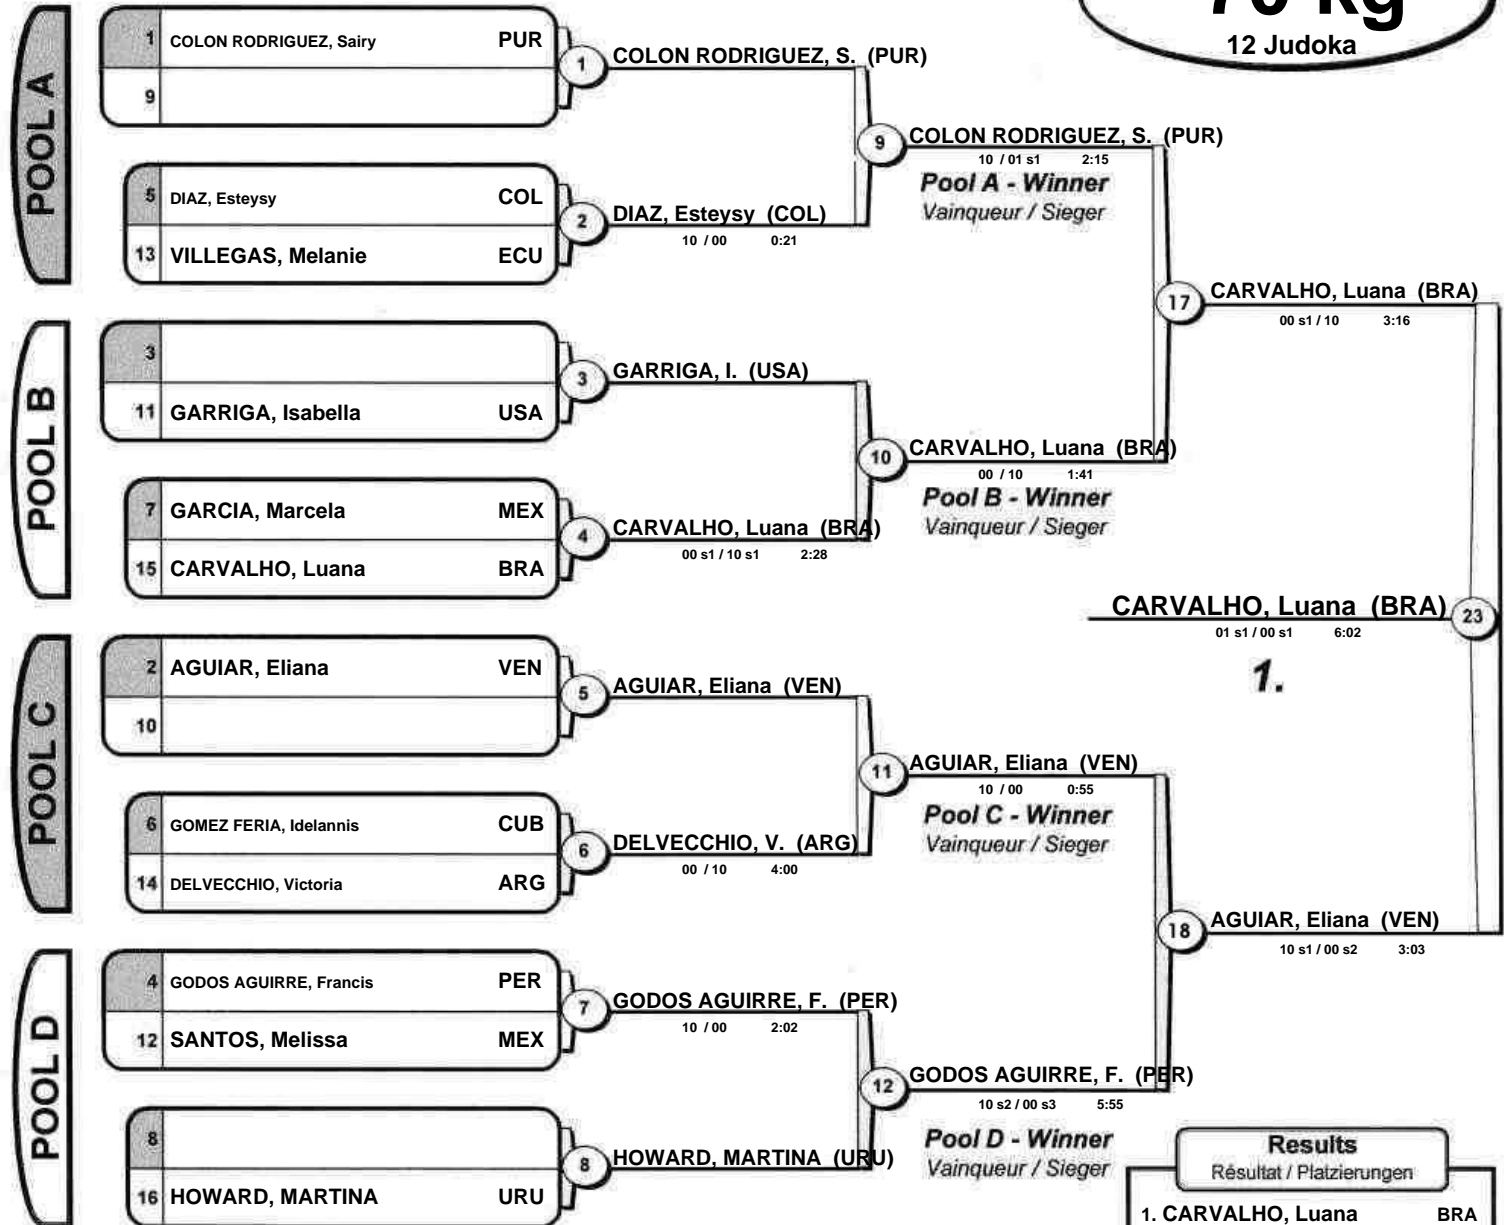 70 kg
12 Judoka
POOL A
1 COLON RODRIGUEZ, Sairy PUR
9
1
COLON RODRIGUEZ, S. (PUR)
5 DIAZ, Esteysy COL
13 VILLEGAS, Melanie ECU
2
DIAZ, Esteysy (COL)
10 / 00 0:21
9
COLON RODRIGUEZ, S. (PUR)
10 / 01 s1 2:15
Pool A - Winner
Vainqueur / Sieger
POOL B
3
11 GARRIGA, Isabella USA
3
GARRIGA, I. (USA)
7 GARCIA, Marcela MEX
15 CARVALHO, Luana BRA
4
CARVALHO, Luana (BRA)
00 s1 / 10 s1 2:28
10
CARVALHO, Luana (BRA)
00 / 10 1:41
Pool B - Winner
Vainqueur / Sieger
17
CARVALHO, Luana (BRA)
00 s1 / 10 3:16
CARVALHO, Luana (BRA)
23
01 s1 / 00 s1 6:02
1.
POOL C
2 AGUIAR, Eliana VEN
10
5
AGUIAR, Eliana (VEN)
6 GOMEZ FERIA, Idelannis CUB
14 DELVECCHIO, Victoria ARG
6
DELVECCHIO, V. (ARG)
00 / 10 4:00
11
AGUIAR, Eliana (VEN)
10 / 00 0:55
Pool C - Winner
Vainqueur / Sieger
18
AGUIAR, Eliana (VEN)
10 s1 / 00 s2 3:03
POOL D
4 GODOS AGUIRRE, Francis PER
12 SANTOS, Melissa MEX
7
GODOS AGUIRRE, F. (PER)
10 / 00 2:02
8
16 HOWARD, MARTINA URU
8
HOWARD, MARTINA (URU)
12
GODOS AGUIRRE, F. (PER)
10 s2 / 00 s3 5:55
Pool D - Winner
Vainqueur / Sieger
Results
Résultat / Platzierungen
1. CARVALHO, Luana BRA